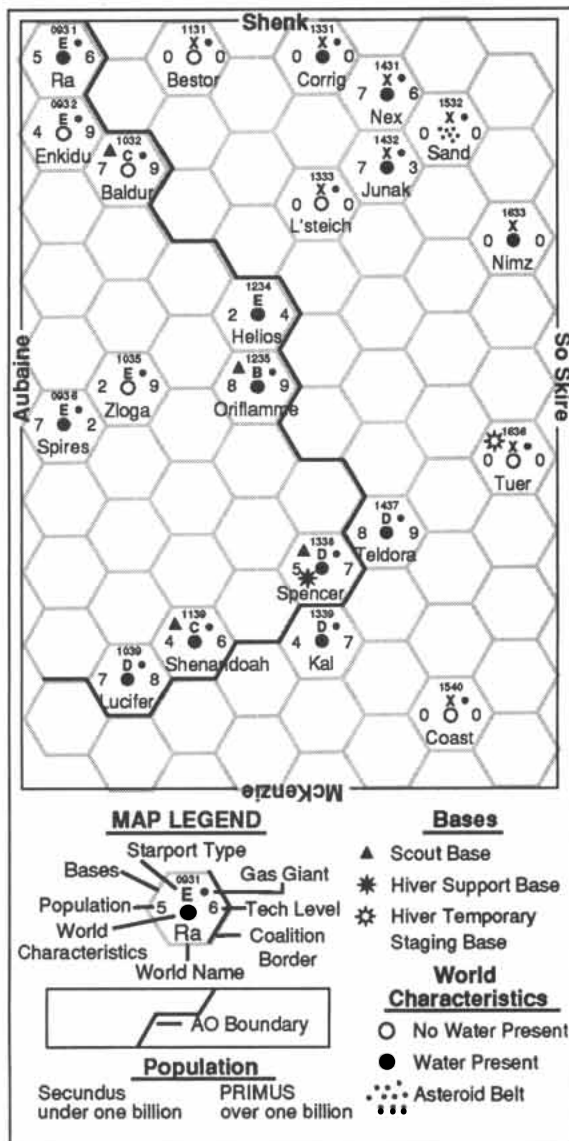 Shenk
0931
E
5 6
Ra
1131
X
0 0
Bestor
1331
X
0 0
Corrig
1431
X
7 6
Nex
1532
X
0 0
Sand
0932
E
4 9
Enkidu
1032
C
7 9
Baldur
1432
X
7 3
Junak
1333
X
0 0
L'steich
1633
X
0 0
Nimz
1234
E
2 4
Helios
Aubaine
So Skire
1035
E
2 9
Zloga
1235
B
8 9
Oriflamme
0936
E
7 2
Spires
1636
X
0 0
Tuer
1437
D
8 9
Teldora
1338
D
5 7
Spencer
1139
C
4 6
Shenandoah
1339
D
4 7
Kal
1039
D
7 8
Lucifer
1540
X
0 0
Coast
McKenzie
MAP LEGEND
Starport Type
Bases
0931
Gas Giant
E
Population
5 6
Tech Level
World
Characteristics
Ra
Coalition
Border
World Name
AO Boundary
Population
Secundus
under one billion
PRIMUS
over one billion
Bases
Scout Base
Hiver Support Base
Hiver Temporary
Staging Base
World
Characteristics
No Water Present
Water Present
Asteroid Belt